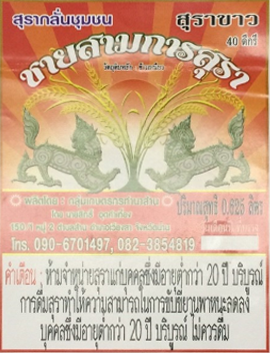 สุรากลั่นชุมชน
สุราขาว
40 ดีกรี
ชายสามการสุรา
ปริมาณสุทธิ 0.625 ลิตร
โทร. 090-6701497, 082-3854819
คำเตือน : ห้ามจำหน่ายสุราแก่บุคคลซึ่งมีอายุต่ำกว่า 20 ปี บริบูรณ์
การดื่มสุราทำให้ความสามารถในการขับขี่ยานพาหนะลดลง
บุคคลซึ่งมีอายุต่ำกว่า 20 ปี บริบูรณ์ ไม่ควรดื่ม